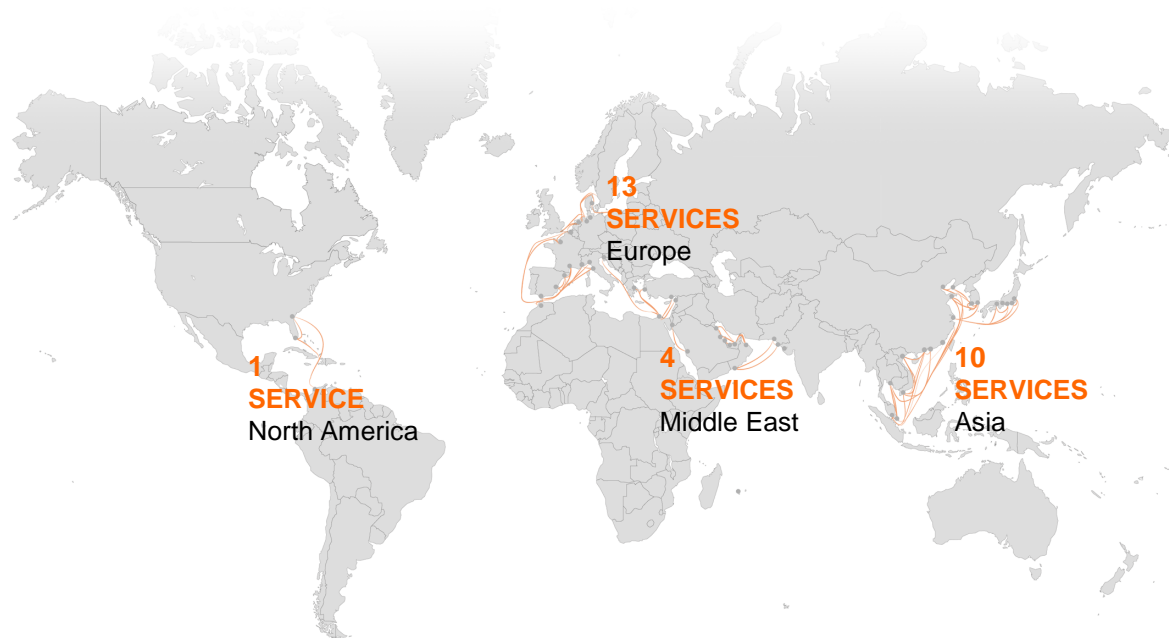 13
SERVICES
Europe
1
SERVICE
North America
4
SERVICES
Middle East
10
SERVICES
Asia